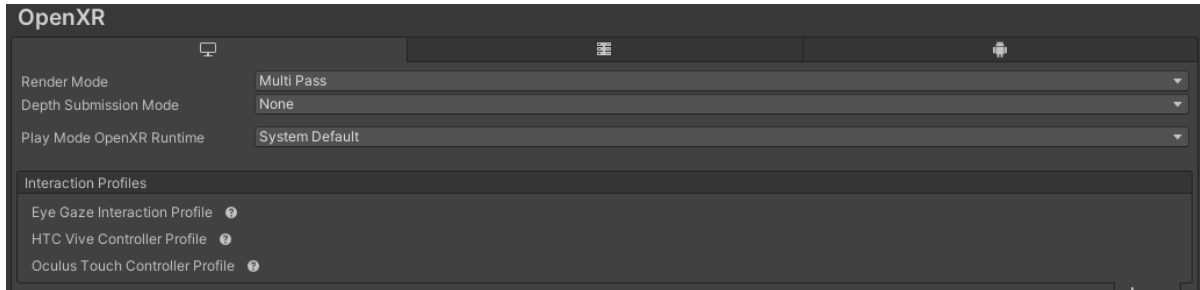 OpenXR
Render Mode Multi Pass
Depth Submission Mode None
Play Mode OpenXR Runtime System Default
Interaction Profiles
Eye Gaze Interaction Profile
HTC Vive Controller Profile
Oculus Touch Controller Profile